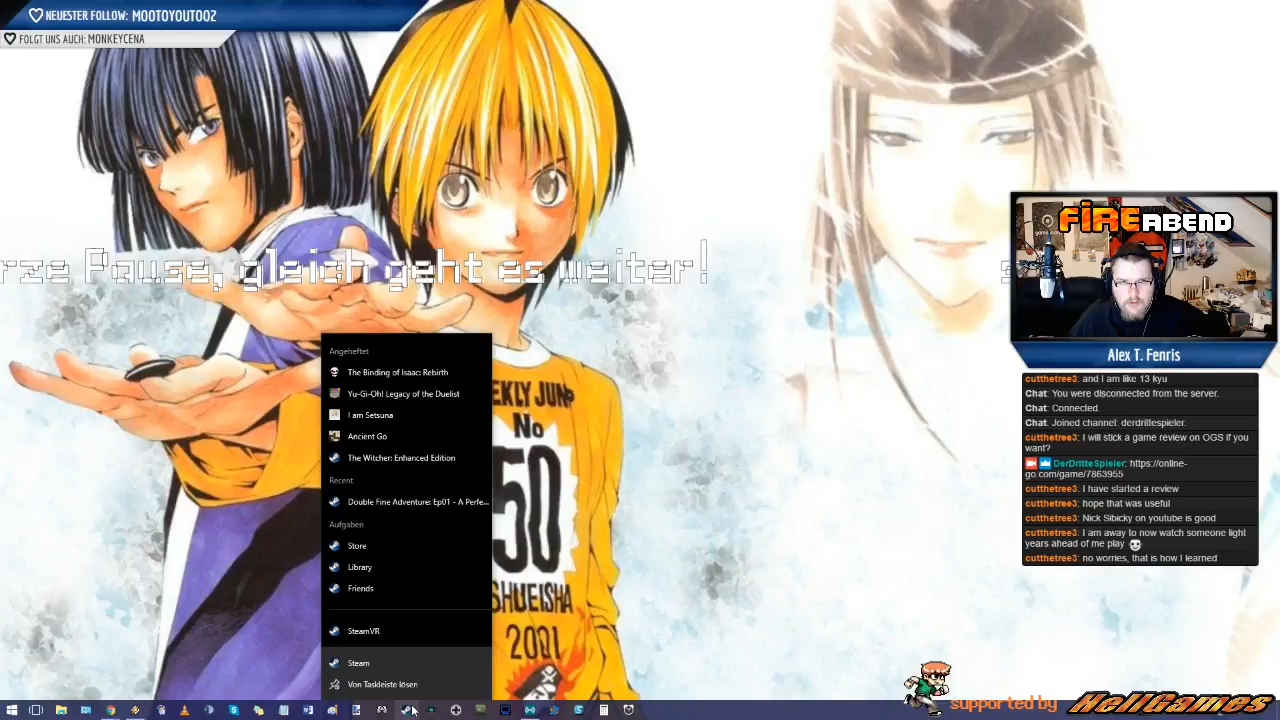 NEUESTER FOLLOW: MOOTOYOUTOO2
FOLGT UNS AUCH: MONKEYCENA
rze Pause, gleich geht es weiter!
FIREABEND
Alex T. Fenris
cutthetree3: and I am like 13 kyu
Chat: You were disconnected from the server.
Chat: Connected.
Chat: Joined channel: derdrittespieler.
cutthetree3: I will stick a game review on OGS if you
want?
DerDritteSpieler: https://online-
go.com/game/7863955
cutthetree3: I have started a review
cutthetree3: hope that was useful
cutthetree3: Nick Sibicky on youtube is good
cutthetree3: I am away to now watch someone light
years ahead of me play
cutthetree3: no worries, that is how I learned
Angeheftet
The Binding of Isaac: Rebirth
Yu-Gi-Oh! Legacy of the Duelist
I am Setsuna
Ancient Go
The Witcher: Enhanced Edition
Recent
Double Fine Adventure: Ep01 - A Perfe...
Aufgaben
Store
Library
Friends
SteamVR
Steam
Von Taskleiste lösen
EKLY JUMP
No
50
SHUEISHA
2001
supported by HellGames